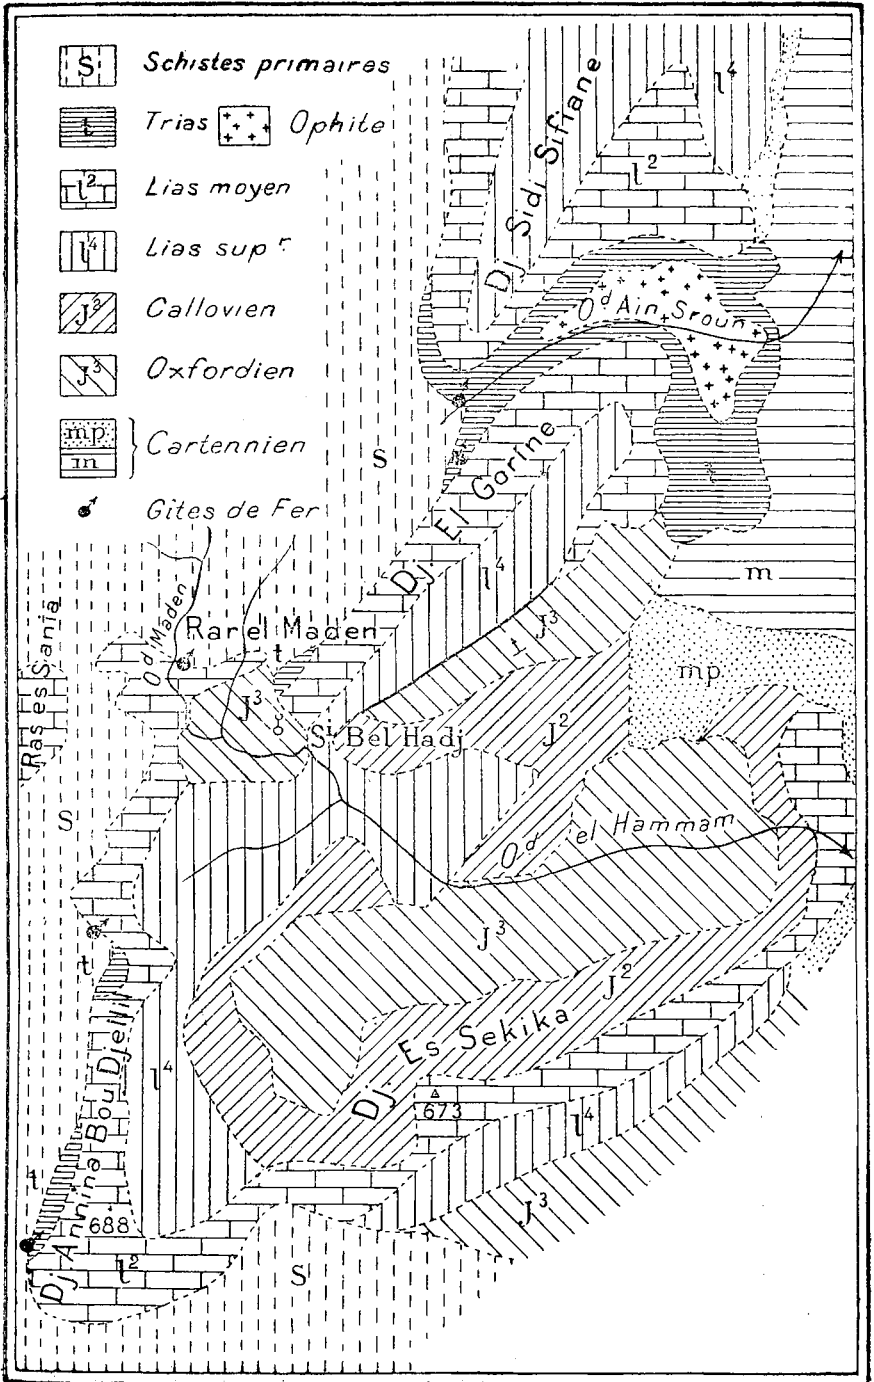 S Schistes primaires
t Trias Ophite
l² Lias moyen
l⁴ Lias supʳ.
J² Callovien
J³ Oxfordien
mp
m
Cartennien
Gîtes de Fer
Dj Sidi Sifiane
l⁴
l²
Oᵈ Ain Sroun
S
Dj. El Gorine
t
l⁴
m
Ras es Sania
Oᵈ Maden
Rar el Maden
t
J³
t
mp
J³
Sⁱ Bel Hadj
J²
S
Oᵈ el Hammam
J³
t
J²
Dj Es Sekika
l⁴
673
l⁴
t
Dj. Annina Bou Djelli
688
J³
l²
S